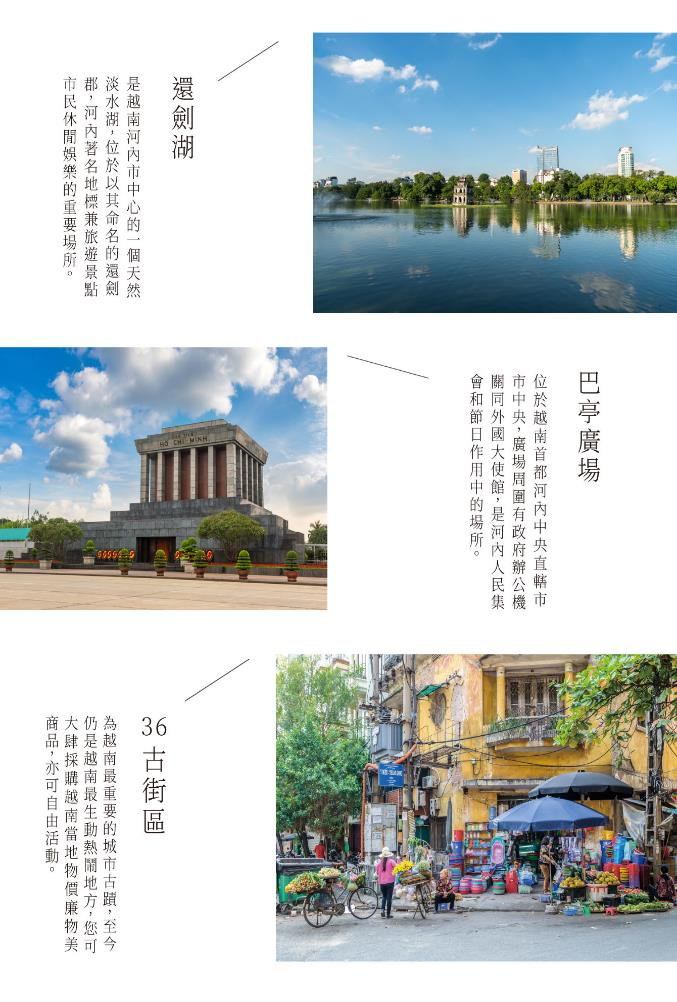 還劍湖
是越南河內市中心的一個天然
淡水湖，位於以其命名的還劍
郡，河內著名地標兼旅遊景點
市民休閒娛樂的重要場所。
HO CHI MINH
巴亭廣場
位於越南首都河內中央直轄市
市中央，廣場周圍有政府辦公機
關同外國大使館，是河內人民集
會和節日作用中的場所。
36古街區
為越南最重要的城市古蹟，至今
仍是越南最生動熱鬧地方，您可
大肆採購越南當地物價廉物美
商品，亦可自由活動。